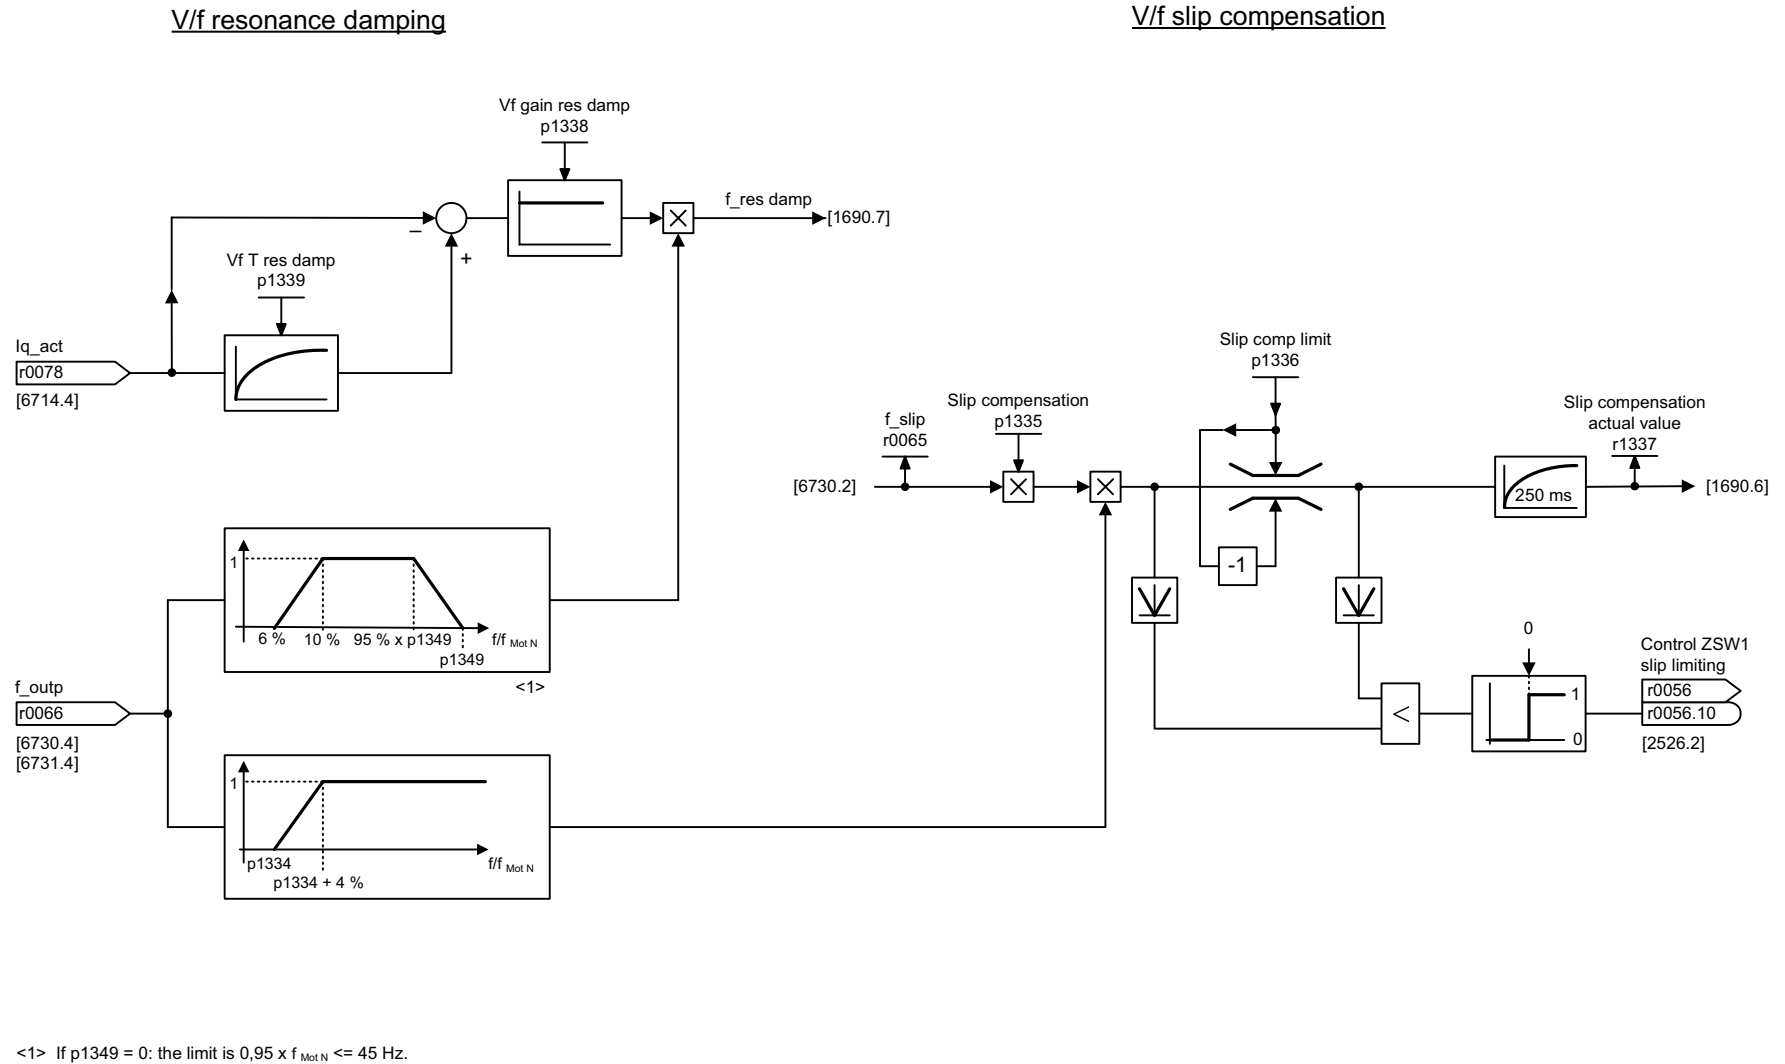 V/f resonance damping
V/f slip compensation
Vf gain res damp
p1338
f_res damp
[1690.7]
–
+
Vf T res damp
p1339
Iq_act
r0078
[6714.4]
Slip comp limit
p1336
Slip compensation
p1335
f_slip
r0065
Slip compensation
actual value
r1337
[6730.2]
250 ms
[1690.6]
-1
1
6 %
10 %
95 % x p1349
f/f Mot N
p1349
<1>
f_outp
r0066
[6730.4]
[6731.4]
0
Control ZSW1
slip limiting
r0056
r0056.10
[2526.2]
<
1
0
1
p1334
f/f Mot N
p1334 + 4 %
<1> If p1349 = 0: the limit is 0,95 x f Mot N <= 45 Hz.